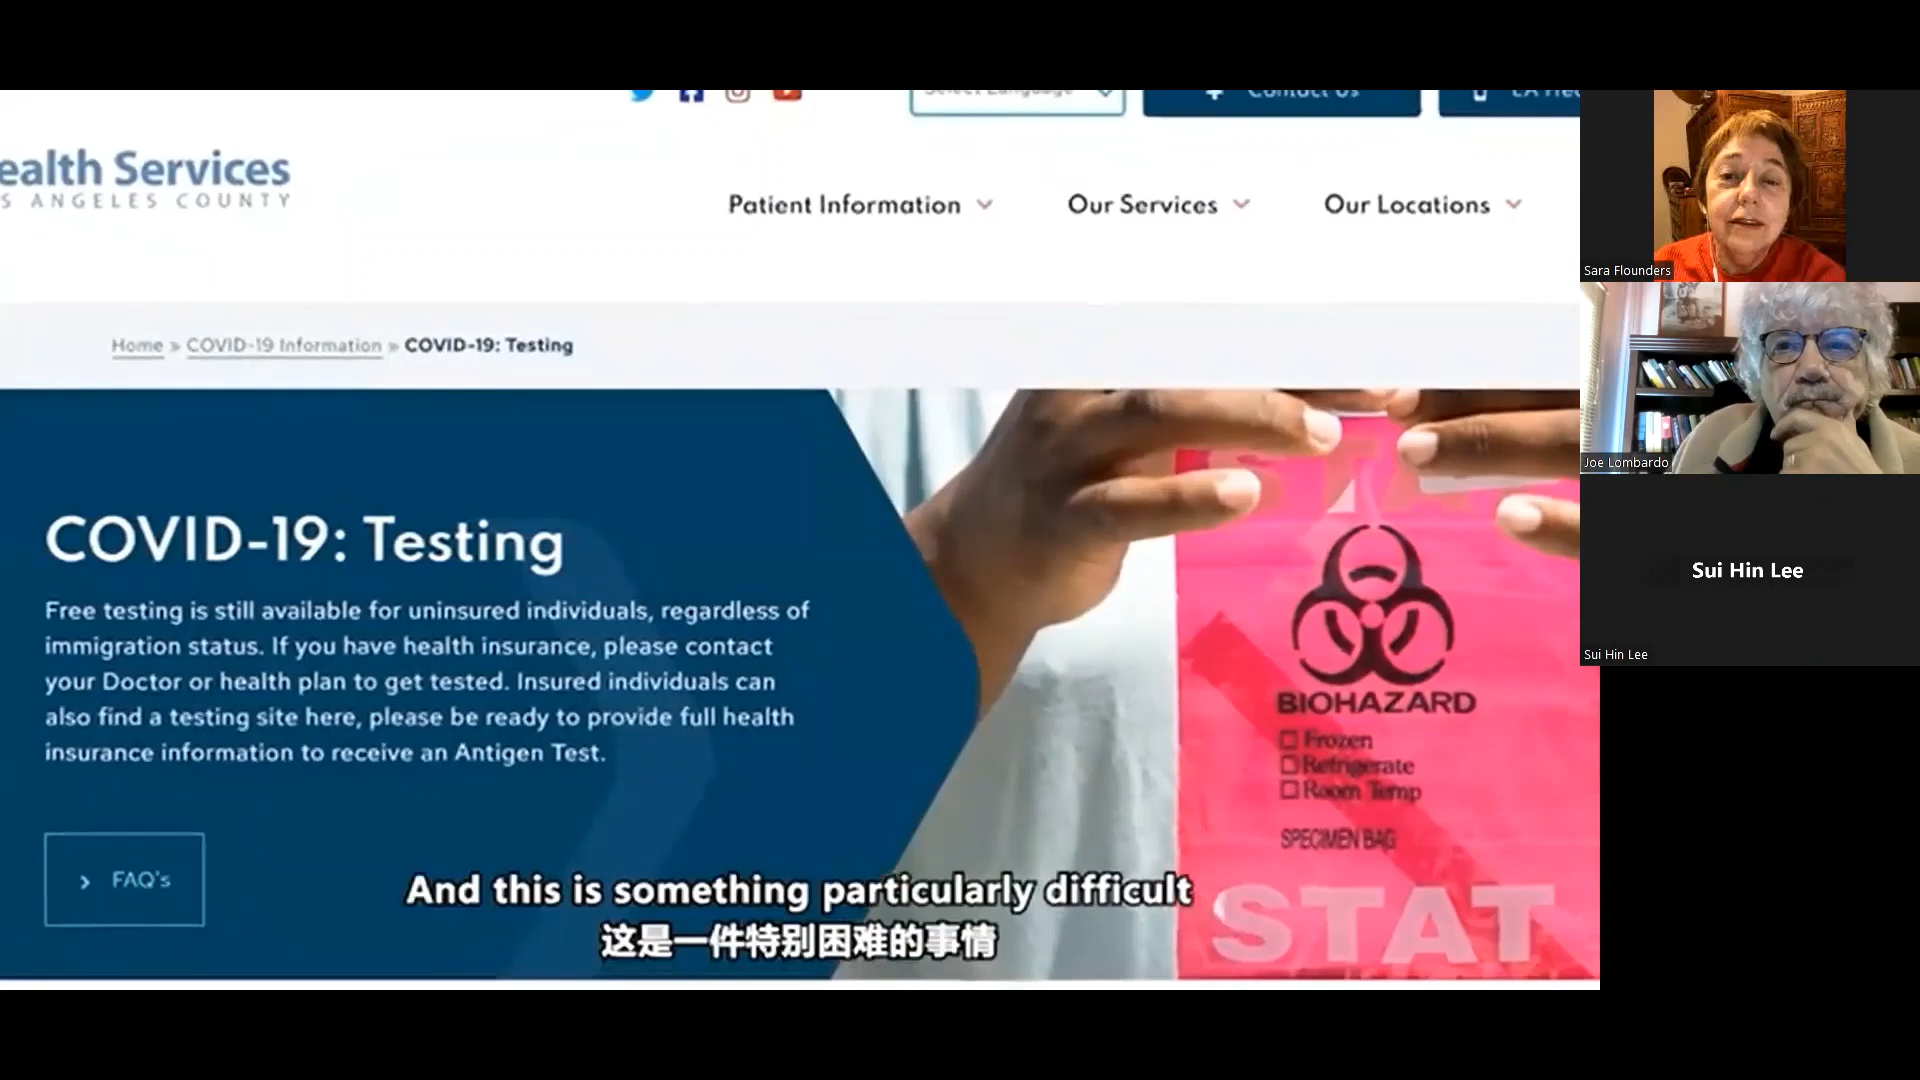 Select Language
Contact Us
ealth Services
S ANGELES COUNTY
Patient Information
Our Services
Our Locations
Home » COVID-19 Information » COVID-19: Testing
COVID-19: Testing
Free testing is still available for uninsured individuals, regardless of
immigration status. If you have health insurance, please contact
your Doctor or health plan to get tested. Insured individuals can
also find a testing site here, please be ready to provide full health
insurance information to receive an Antigen Test.
FAQ's
BIOHAZARD
Frozen
Refrigerate
Room Temp
SPECIMEN BAG
STAT
And this is something particularly difficult
这是一件特别困难的事情
Sara Flounders
Joe Lombardo
Sui Hin Lee
Sui Hin Lee